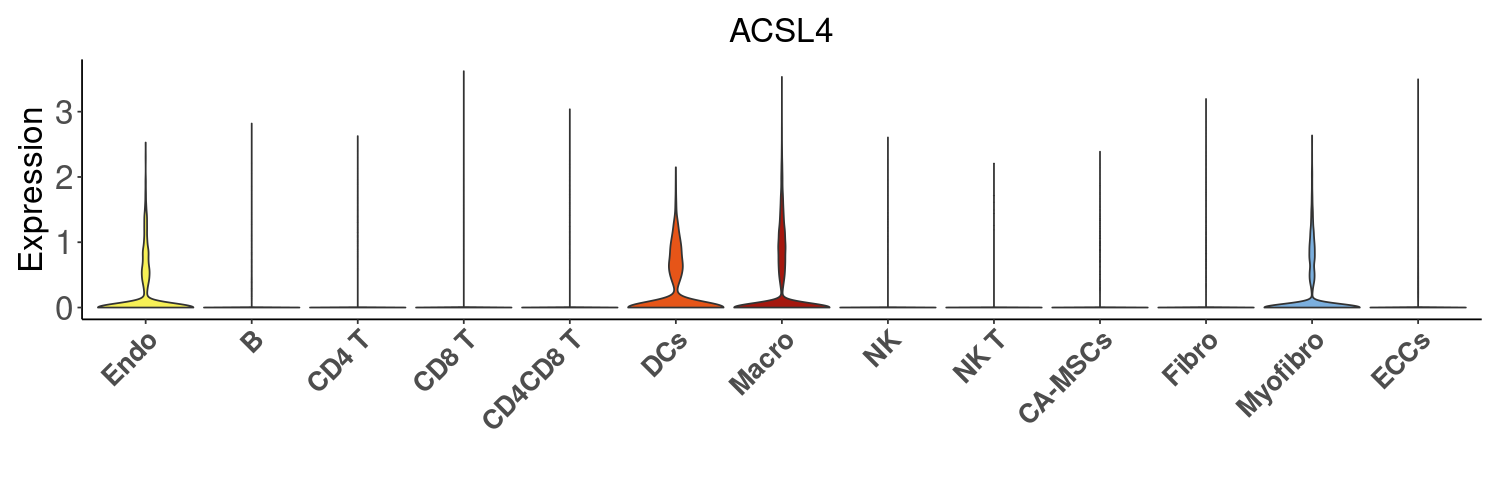 ACSL4
Expression
3
2
1
0
Endo
B
CD4 T
CD8 T
CD4CD8 T
DCs
Macro
NK
NK T
CA-MSCs
Fibro
Myofibro
ECCs